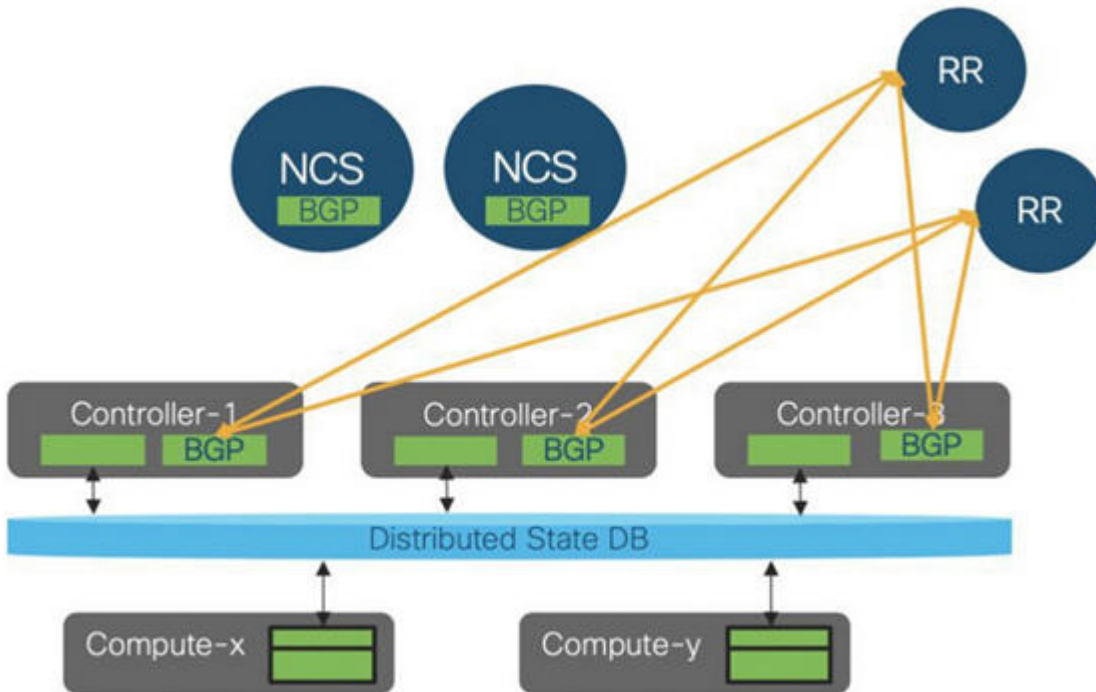 RR
NCS
BGP
NCS
BGP
RR
Controller-1
BGP
Controller-2
BGP
Controller-3
BGP
Distributed State DB
Compute-x
Compute-y